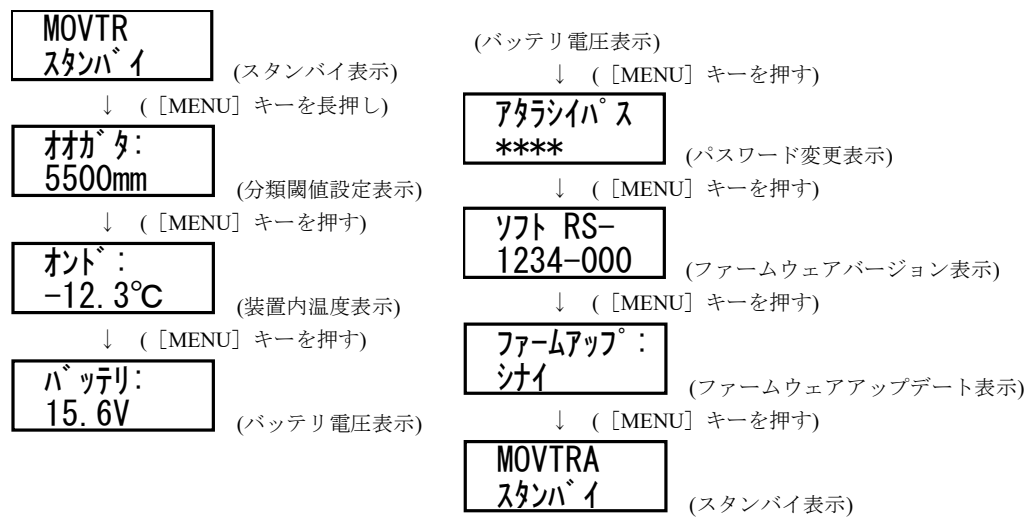 MOVTR
ｽﾀﾝﾊﾞｲ
(スタンバイ表示)
↓ (［MENU］キーを長押し)
ｵｵｶﾞﾀ:
5500mm
(分類閾値設定表示)
↓ (［MENU］キーを押す)
ｵﾝﾄﾞ:
-12.3℃
(装置内温度表示)
↓ (［MENU］キーを押す)
ﾊﾞｯﾃﾘ:
15.6V
(バッテリ電圧表示)
(バッテリ電圧表示)
↓ (［MENU］キーを押す)
ｱﾀﾗｼｲﾊﾟｽ
****
(パスワード変更表示)
↓ (［MENU］キーを押す)
ｿﾌﾄ RS-
1234-000
(ファームウェアバージョン表示)
↓ (［MENU］キーを押す)
ﾌｧｰﾑｱｯﾌﾟ:
ｼﾅｲ
(ファームウェアアップデート表示)
↓ (［MENU］キーを押す)
MOVTRA
ｽﾀﾝﾊﾞｲ
(スタンバイ表示)